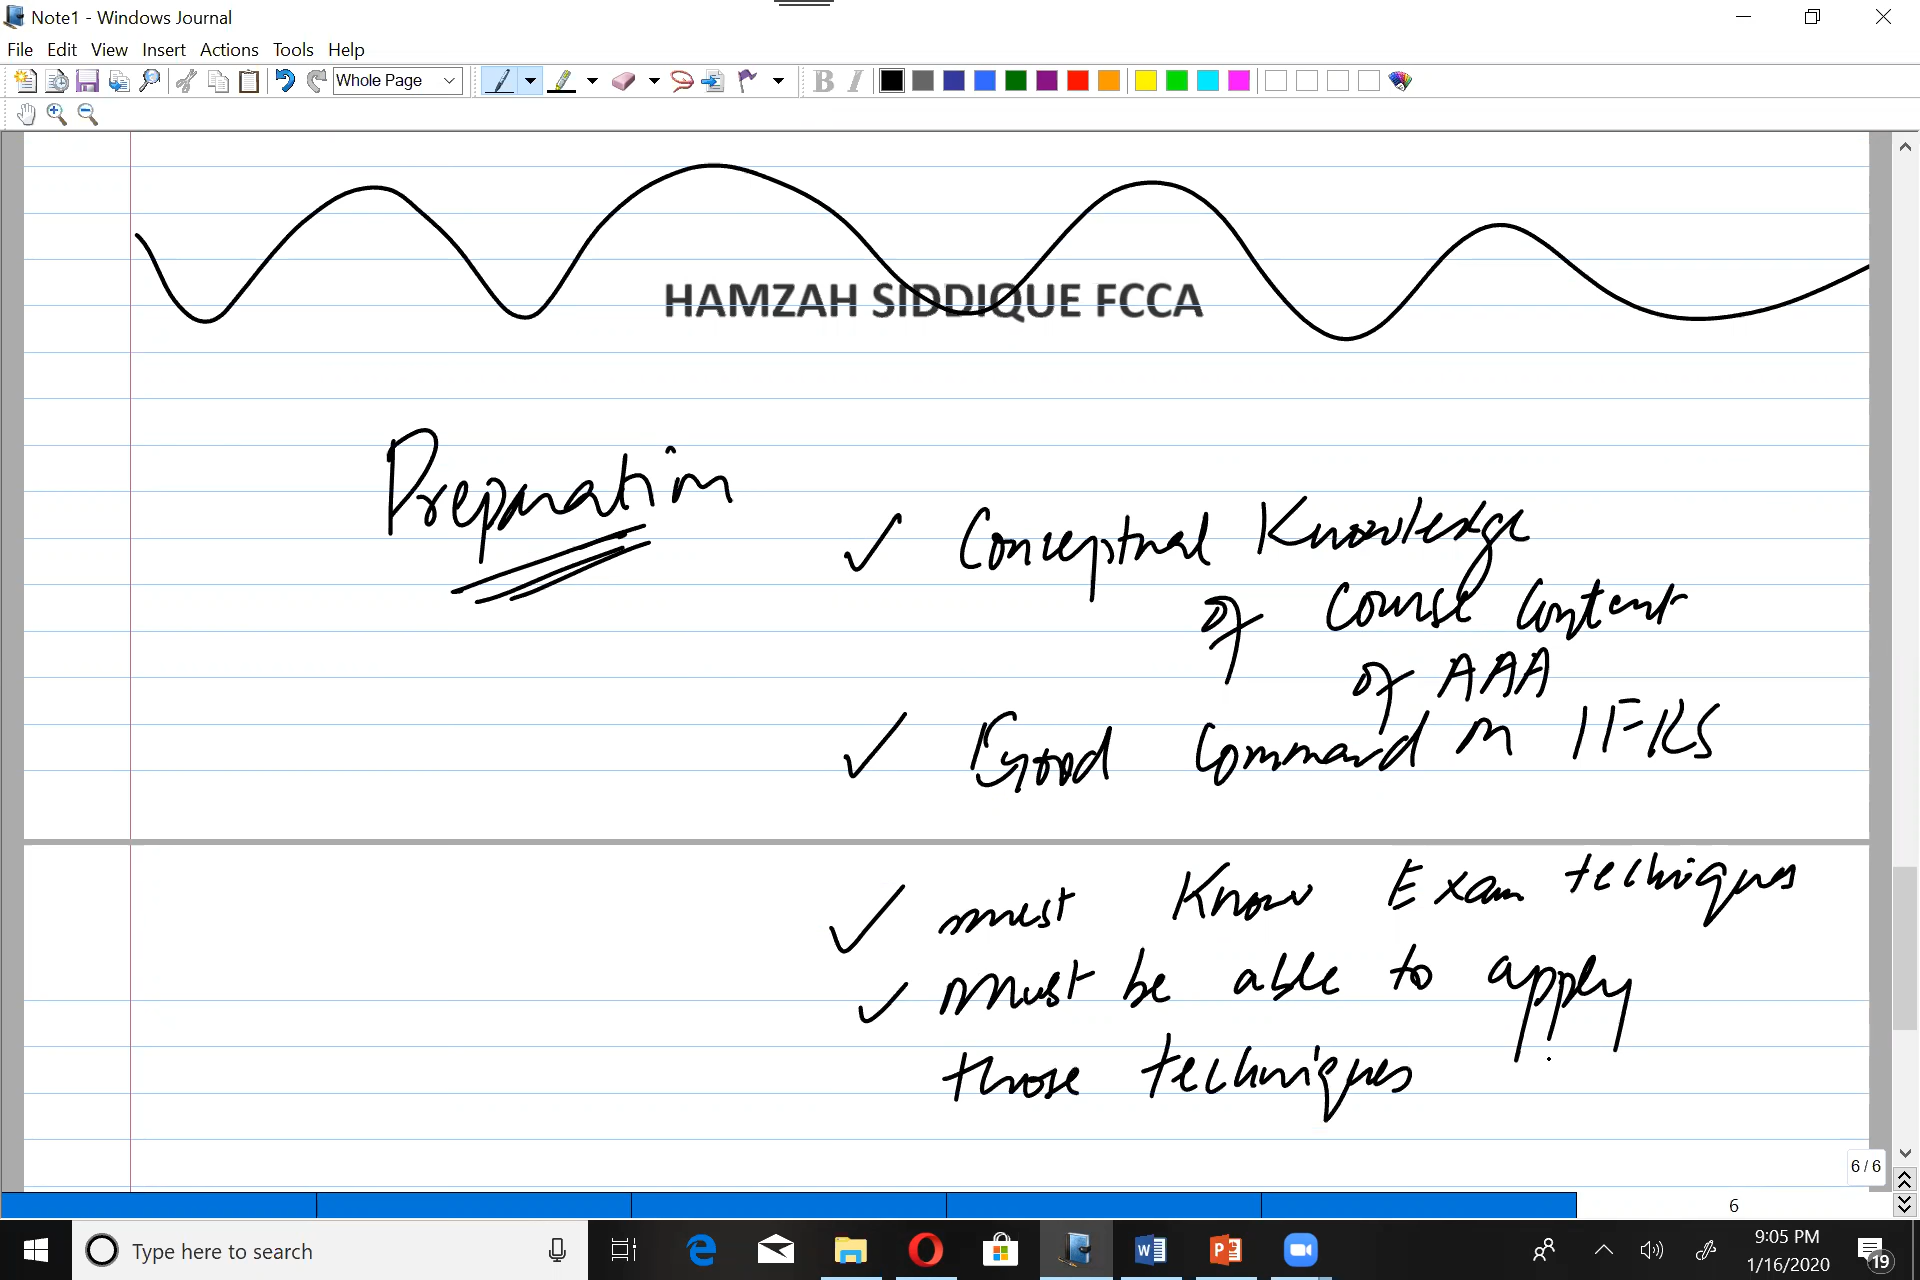 Note1 - Windows Journal
File Edit View Insert Actions Tools Help
Whole Page B I
HAMZAH SIDDIQUE FCCA
Preparation
✓ Conceptual Knowledge
of Course Content
of AAA
✓ Good Command on IFRS
✓ must Know Exam techniques
✓ must be able to apply
those techniques
6 / 6
6
Type here to search
9:05 PM
1/16/2020
19